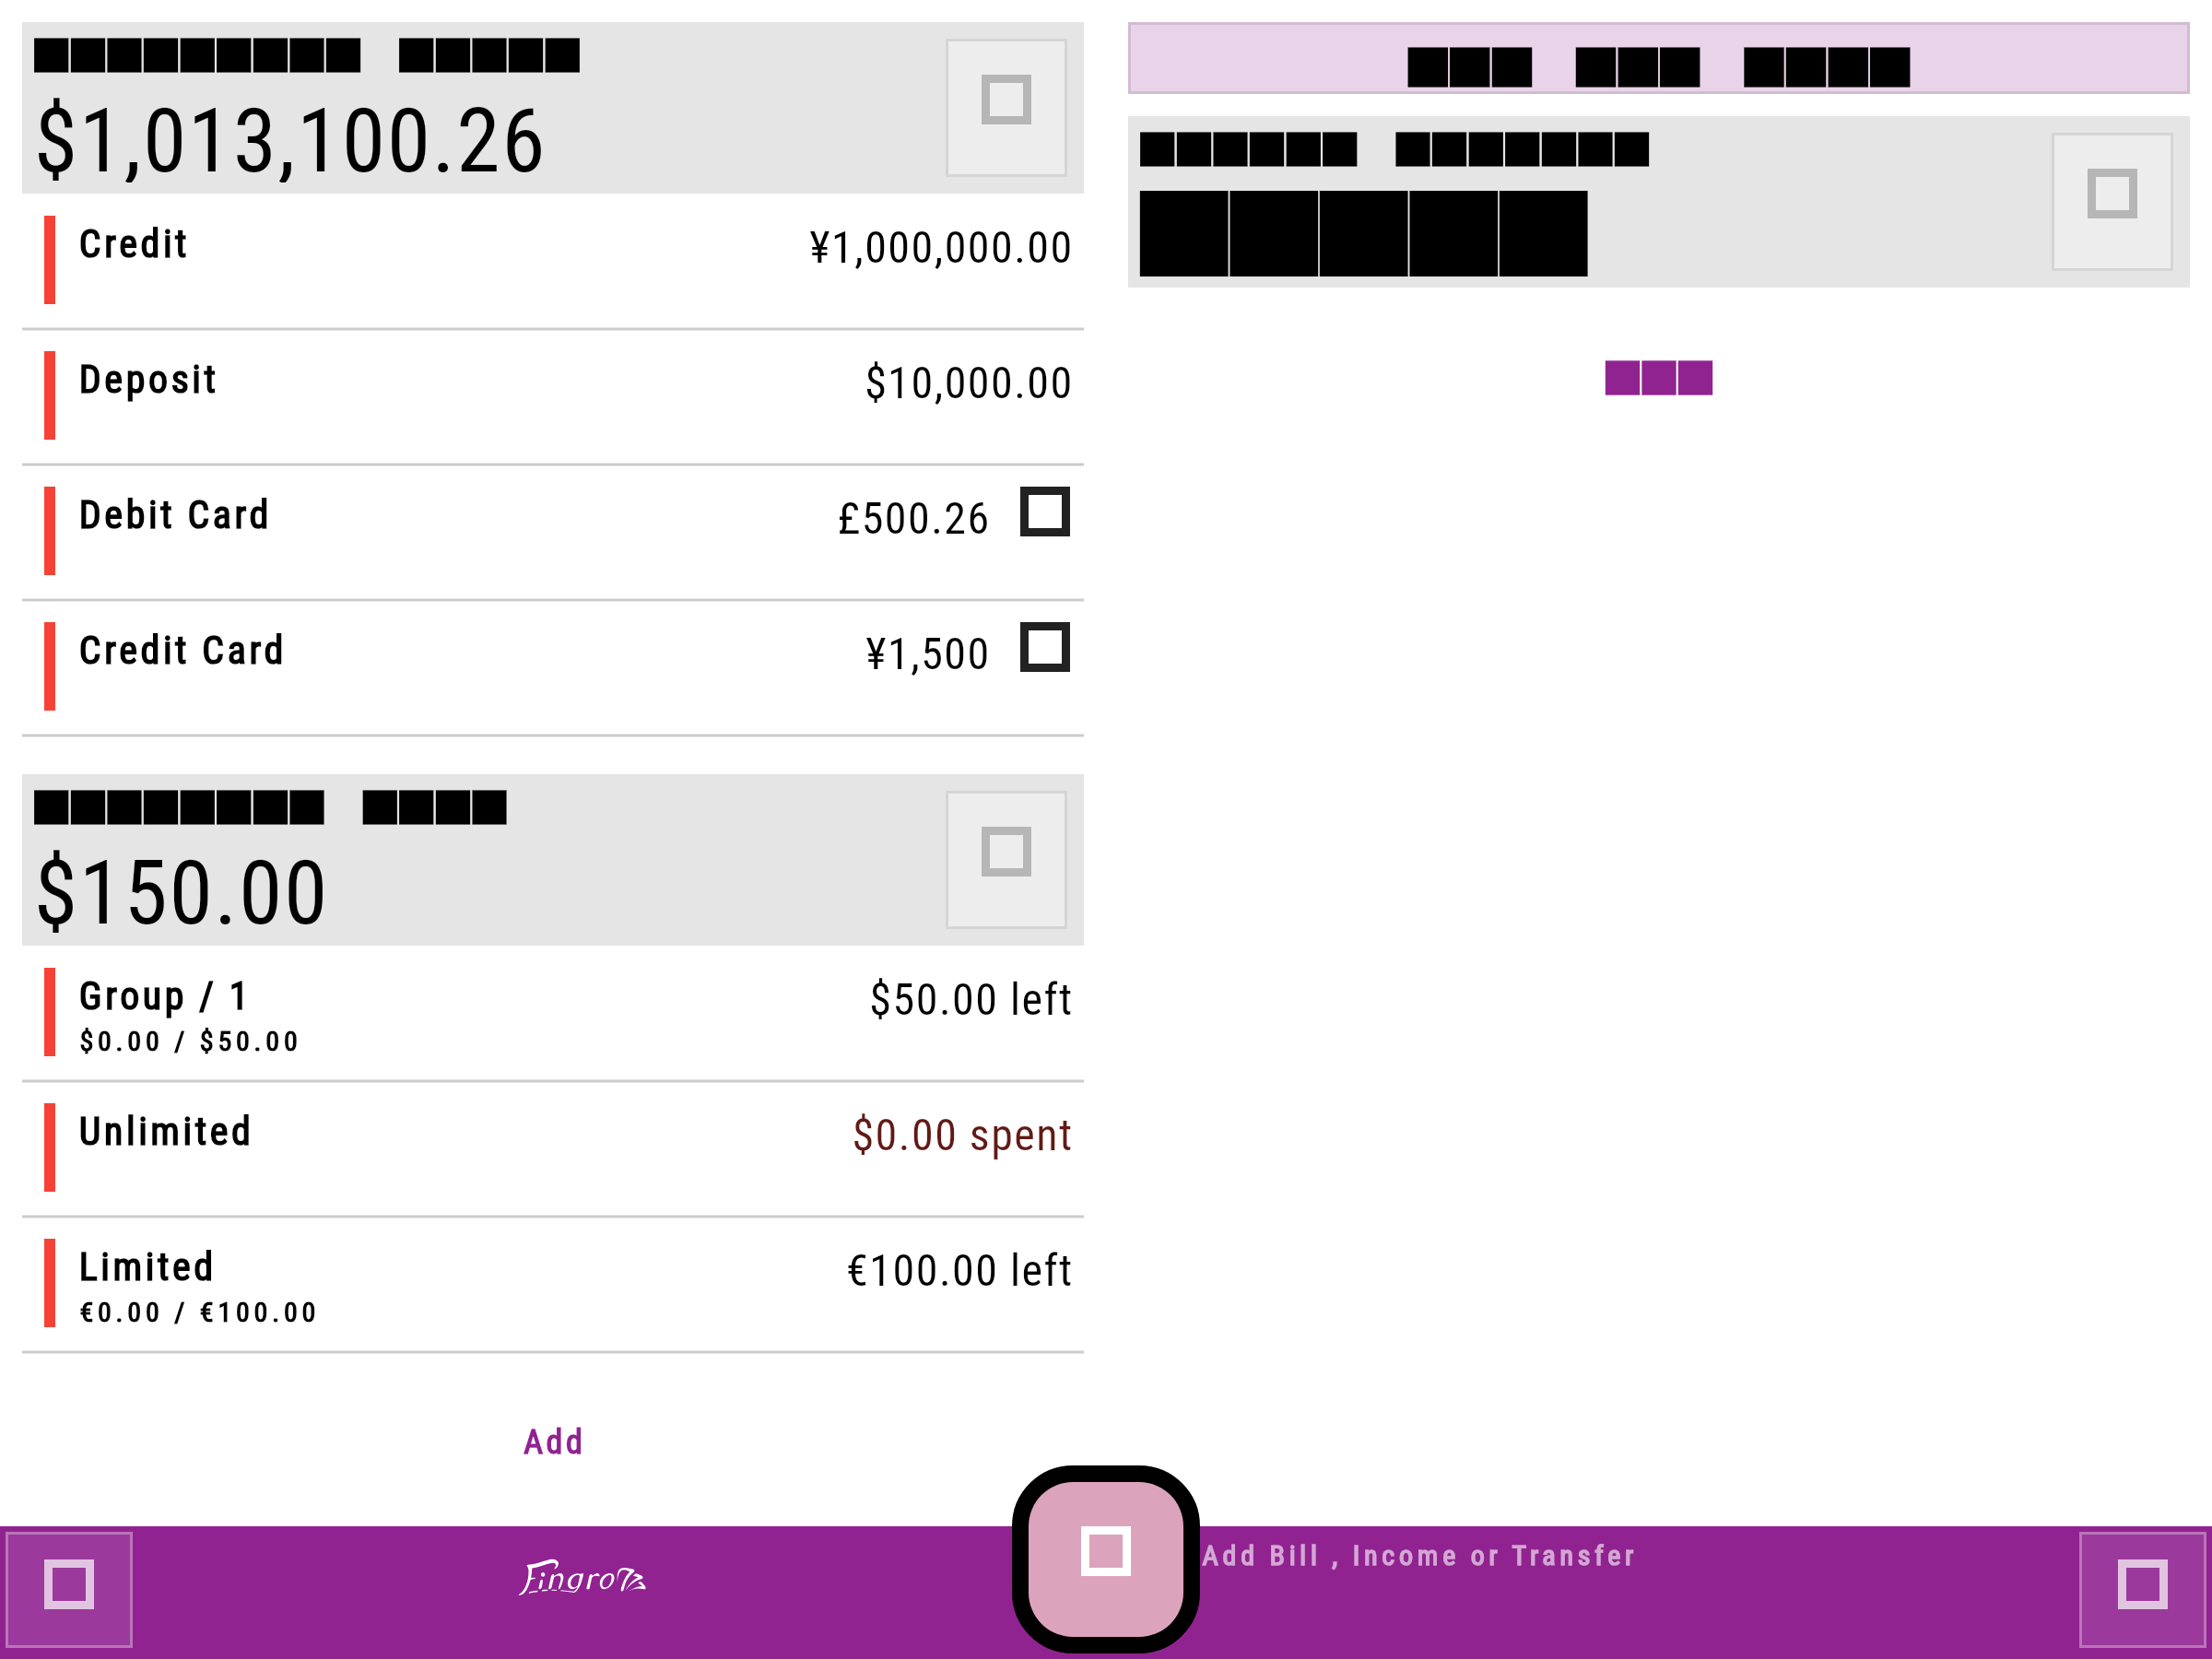 $1,013,100.26
Credit ¥1,000,000.00
Deposit $10,000.00
Debit Card £500.26
Credit Card ¥1,500
$150.00
Group / 1 $50.00 left
$0.00 / $50.00
Unlimited $0.00 spent
Limited €100.00 left
€0.00 / €100.00
Add
Fingro
Add Bill , Income or Transfer